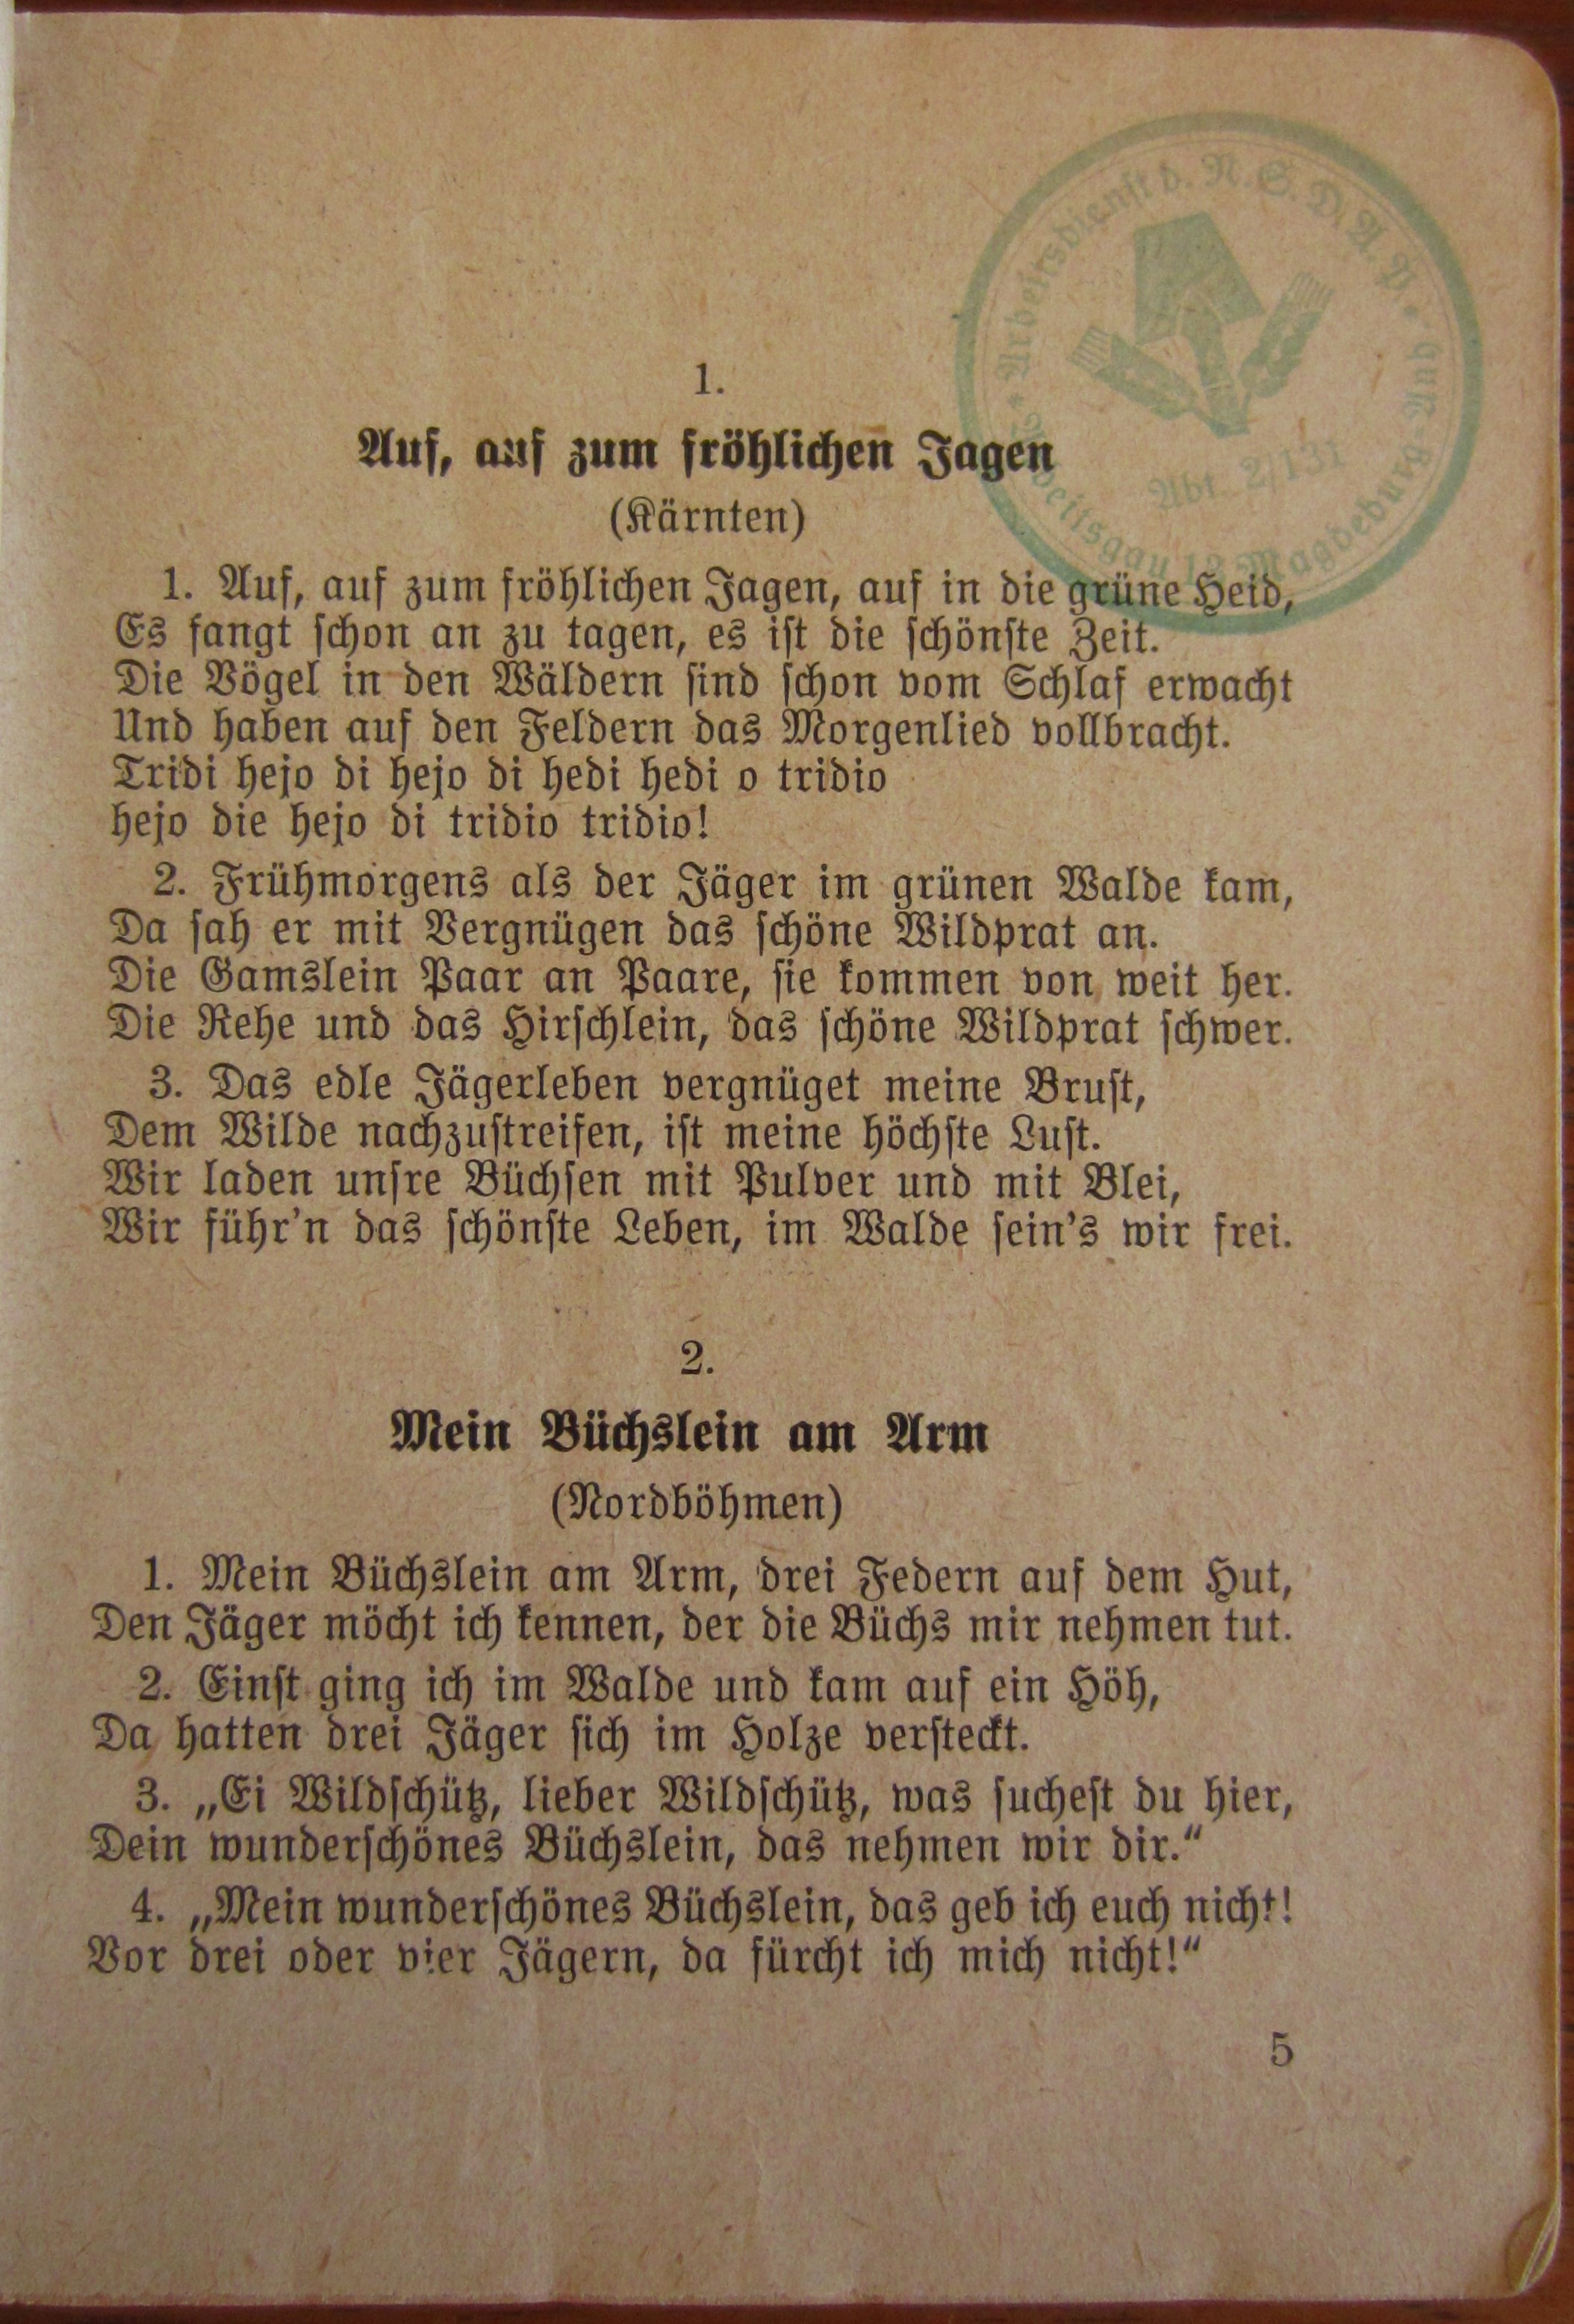 Arbeitsdienst d. N. S. D. A. P.
Arbeitsgau 13 Magdeburg-Anh
Abt 2/131
1.
Auf, auf zum fröhlichen Jagen
(Kärnten)
1. Auf, auf zum fröhlichen Jagen, auf in die grüne Heid,
Es fangt schon an zu tagen, es ist die schönste Zeit.
Die Vögel in den Wäldern sind schon vom Schlaf erwacht
Und haben auf den Feldern das Morgenlied vollbracht.
Tridi hejo di hejo di hedi hedi o tridio
hejo die hejo di tridio tridio!
2. Frühmorgens als der Jäger im grünen Walde kam,
Da sah er mit Vergnügen das schöne Wildprat an.
Die Gamslein Paar an Paare, sie kommen von weit her.
Die Rehe und das Hirschlein, das schöne Wildprat schwer.
3. Das edle Jägerleben vergnüget meine Brust,
Dem Wilde nachzustreifen, ist meine höchste Lust.
Wir laden unsre Büchsen mit Pulver und mit Blei,
Wir führ'n das schönste Leben, im Walde sein's wir frei.
2.
Mein Büchslein am Arm
(Nordböhmen)
1. Mein Büchslein am Arm, drei Federn auf dem Hut,
Den Jäger möcht ich kennen, der die Büchs mir nehmen tut.
2. Einst ging ich im Walde und kam auf ein Höh,
Da hatten drei Jäger sich im Holze versteckt.
3. „Ei Wildschütz, lieber Wildschütz, was suchest du hier,
Dein wunderschönes Büchslein, das nehmen wir dir.“
4. „Mein wunderschönes Büchslein, das geb ich euch nicht!
Vor drei oder vier Jägern, da fürcht ich mich nicht!“
5